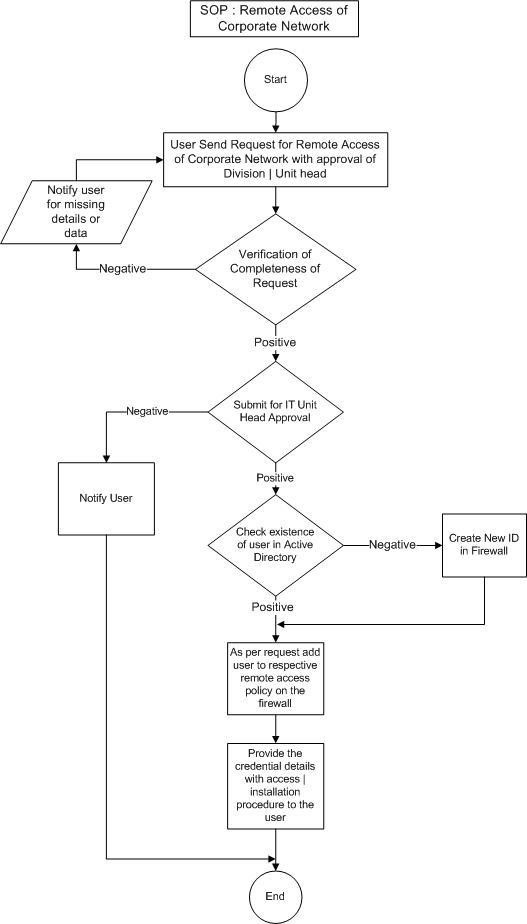 SOP : Remote Access of
Corporate Network
Start
User Send Request for Remote Access
of Corporate Network with approval of
Division | Unit head
Notify user
for missing
details or
data
Verification of
Completeness of
Request
Negative
Positive
Submit for IT Unit
Head Approval
Negative
Notify User
Positive
Check existence
of user in Active
Directory
Negative
Create New ID
in Firewall
Positive
As per request add
user to respective
remote access
policy on the
firewall
Provide the
credential details
with access |
installation
procedure to the
user
End